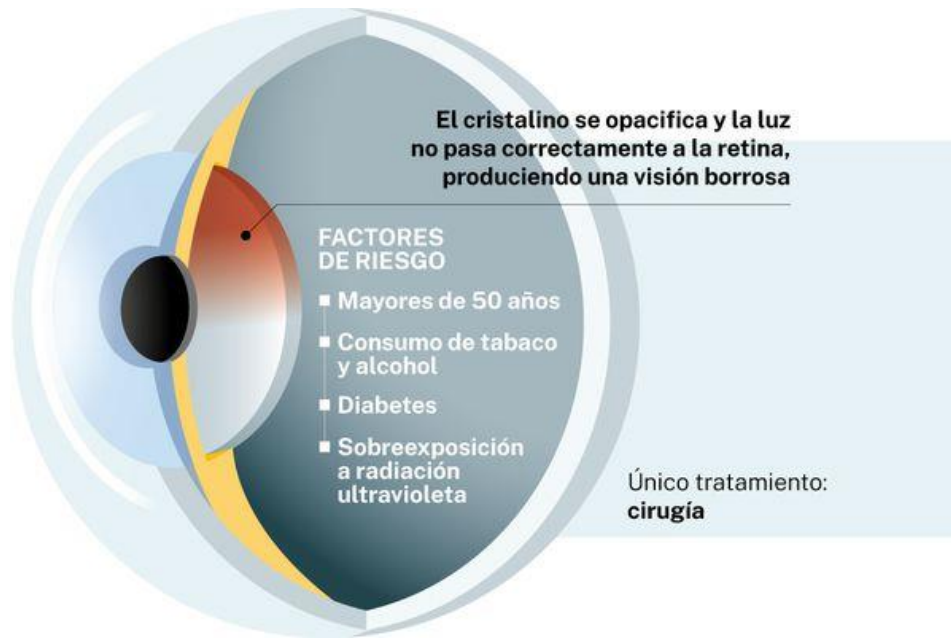 El cristalino se opacifica y la luz
no pasa correctamente a la retina,
produciendo una visión borrosa
FACTORES
DE RIESGO
Mayores de 50 años
Consumo de tabaco
y alcohol
Diabetes
Sobreexposición
a radiación
ultravioleta
Único tratamiento:
cirugía